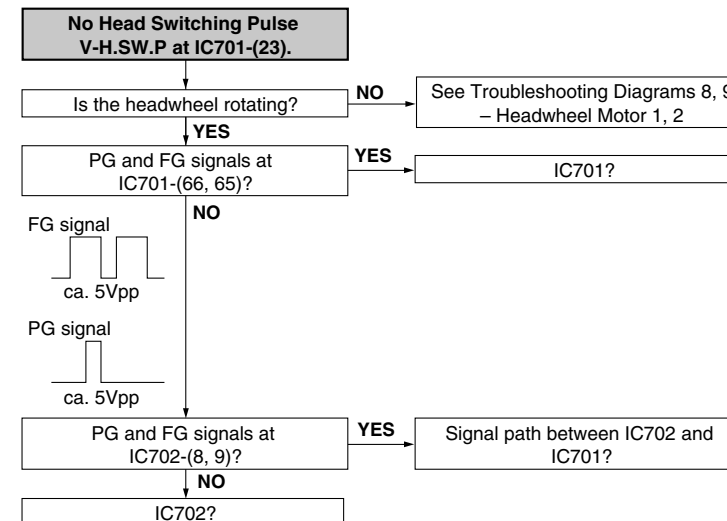 No Head Switching Pulse
V-H.SW.P at IC701-(23).
Is the headwheel rotating?
NO
See Troubleshooting Diagrams 8, 9
– Headwheel Motor 1, 2
YES
PG and FG signals at
IC701-(66, 65)?
YES
IC701?
NO
FG signal
ca. 5Vpp
PG signal
ca. 5Vpp
PG and FG signals at
IC702-(8, 9)?
YES
Signal path between IC702 and
IC701?
NO
IC702?